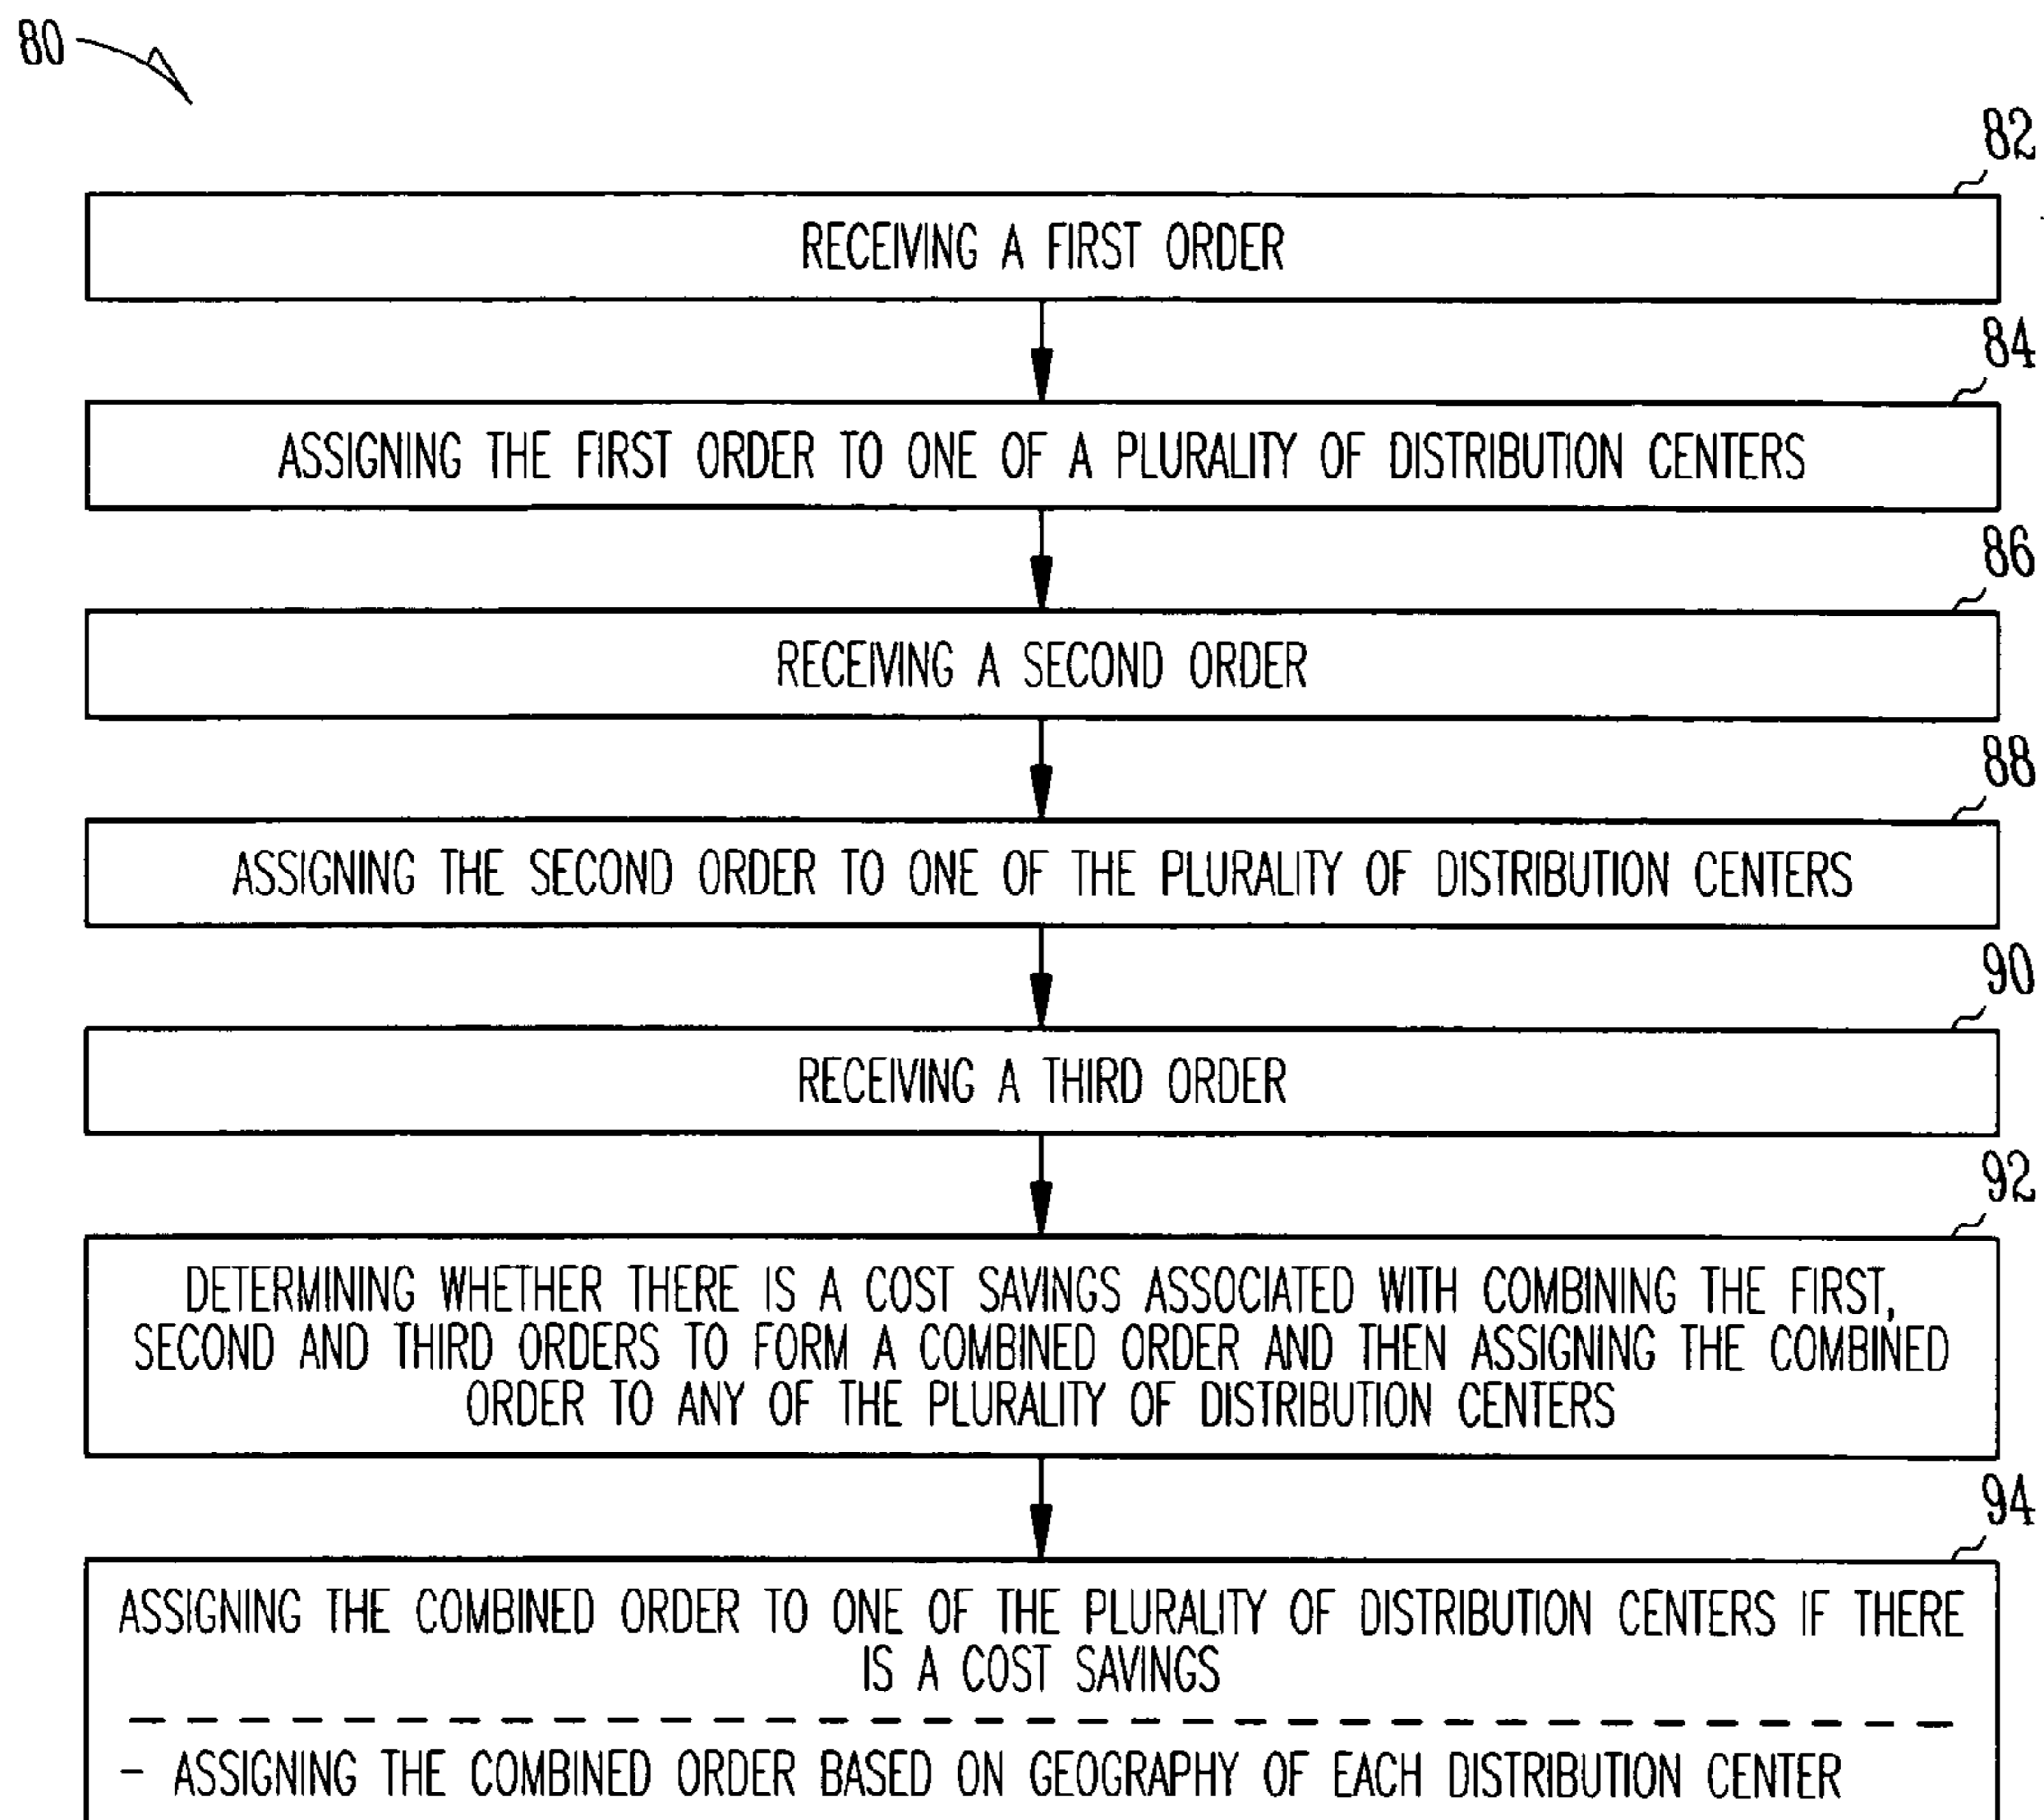 80
82
RECEIVING A FIRST ORDER
84
ASSIGNING THE FIRST ORDER TO ONE OF A PLURALITY OF DISTRIBUTION CENTERS
86
RECEIVING A SECOND ORDER
88
ASSIGNING THE SECOND ORDER TO ONE OF THE PLURALITY OF DISTRIBUTION CENTERS
90
RECEIVING A THIRD ORDER
92
DETERMINING WHETHER THERE IS A COST SAVINGS ASSOCIATED WITH COMBINING THE FIRST,
SECOND AND THIRD ORDERS TO FORM A COMBINED ORDER AND THEN ASSIGNING THE COMBINED
ORDER TO ANY OF THE PLURALITY OF DISTRIBUTION CENTERS
94
ASSIGNING THE COMBINED ORDER TO ONE OF THE PLURALITY OF DISTRIBUTION CENTERS IF THERE
IS A COST SAVINGS
- ASSIGNING THE COMBINED ORDER BASED ON GEOGRAPHY OF EACH DISTRIBUTION CENTER